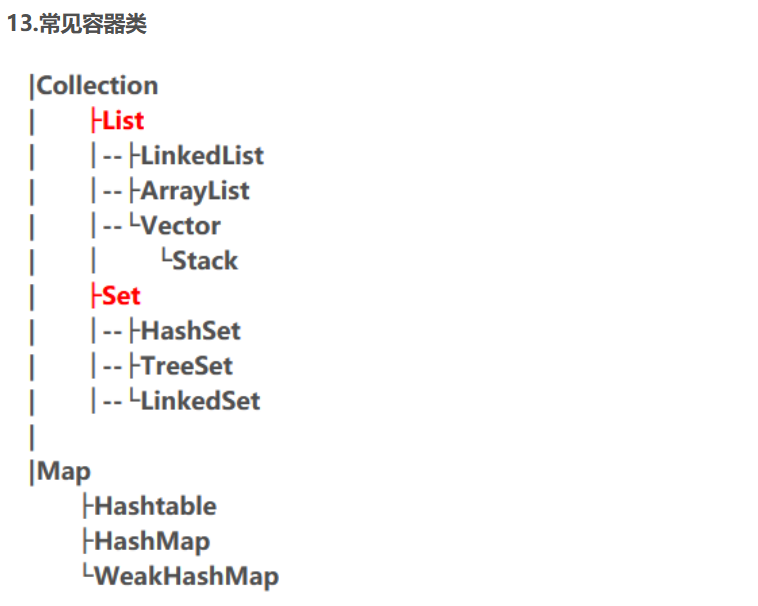 13.常见容器类
|Collection
|  ├List
|  │--├LinkedList
|  │--├ArrayList
|  │--└Vector
|  │  └Stack
|  ├Set
|  │--├HashSet
|  │--├TreeSet
|  │--└LinkedSet
|
|Map
  ├Hashtable
  ├HashMap
  └WeakHashMap